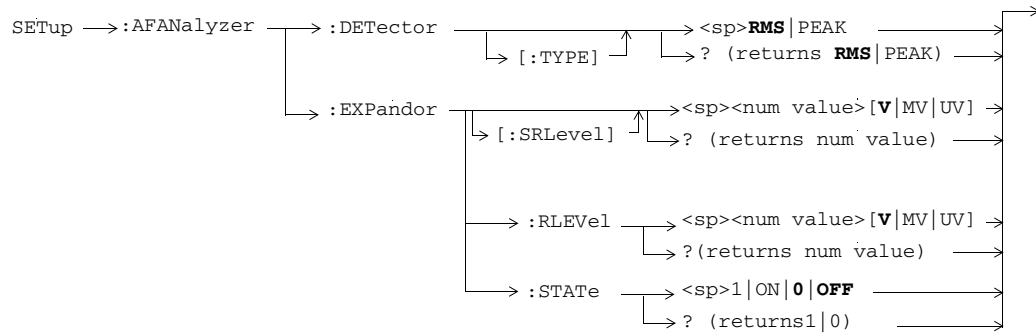 SETup :AFANalyzer :DETector <sp>RMS|PEAK
[:TYPE] ? (returns RMS|PEAK)
:EXPandor <sp><num value>[V|MV|UV]
[:SRLevel] ? (returns num value)
:RLEVel <sp><num value>[V|MV|UV]
?(returns num value)
:STATe <sp>1|ON|0|OFF
? (returns1|0)